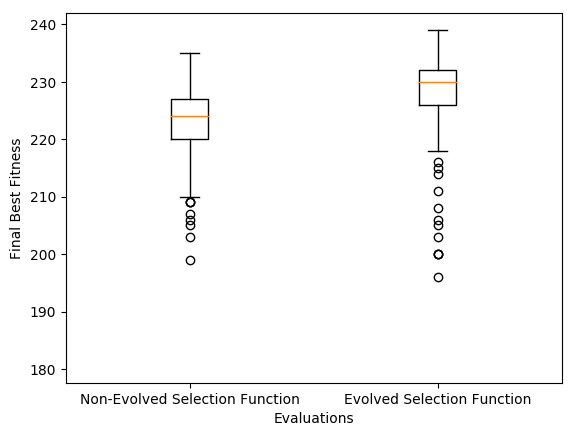 240
230
220
210
200
190
180
Final Best Fitness
Non-Evolved Selection Function
Evolved Selection Function
Evaluations